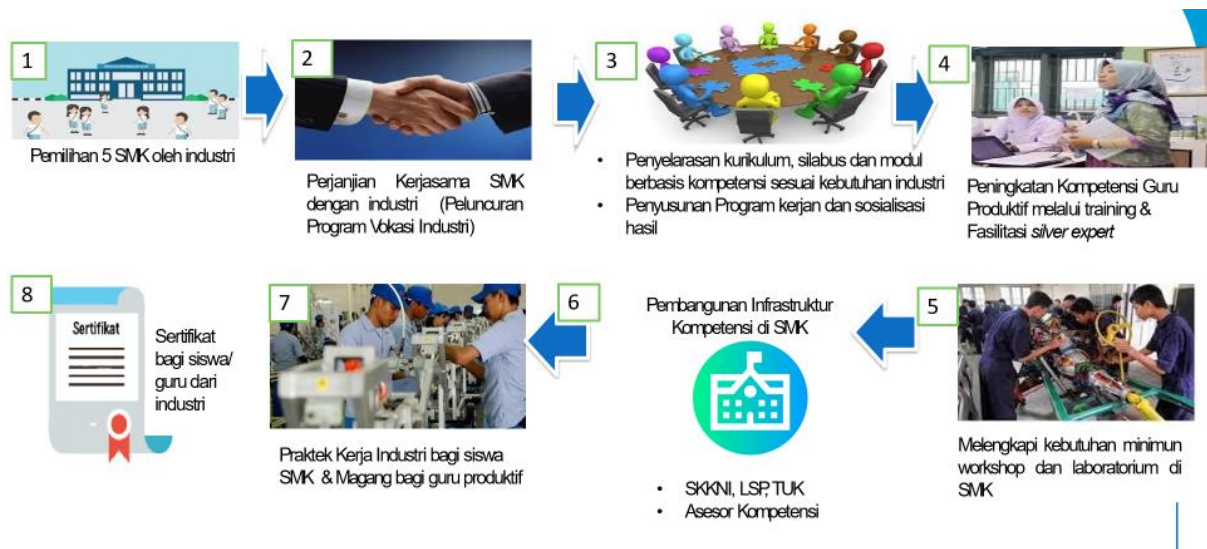 1
Pemilihan 5 SMK oleh industri
2
Perjanjian Kerjasama SMK
dengan industri (Peluncuran
Program Vokasi Industri)
3
• Penyelarasan kurikulum, silabus dan modul
berbasis kompetensi sesuai kebutuhan industri
• Penyusunan Program kerjan dan sosialisasi
hasil
4
Peningkatan Kompetensi Guru
Produktif melalui training &
Fasilitasi silver expert
5
Melengkapi kebutuhan minimun
workshop dan laboratorium di
SMK
6
Pembangunan Infrastruktur
Kompetensi di SMK
• SKKNI, LSP, TUK
• Asesor Kompetensi
7
Praktek Kerja Industri bagi siswa
SMK & Magang bagi guru produktif
8
Sertifikat
Sertifikat
bagi siswa/
guru dari
industri